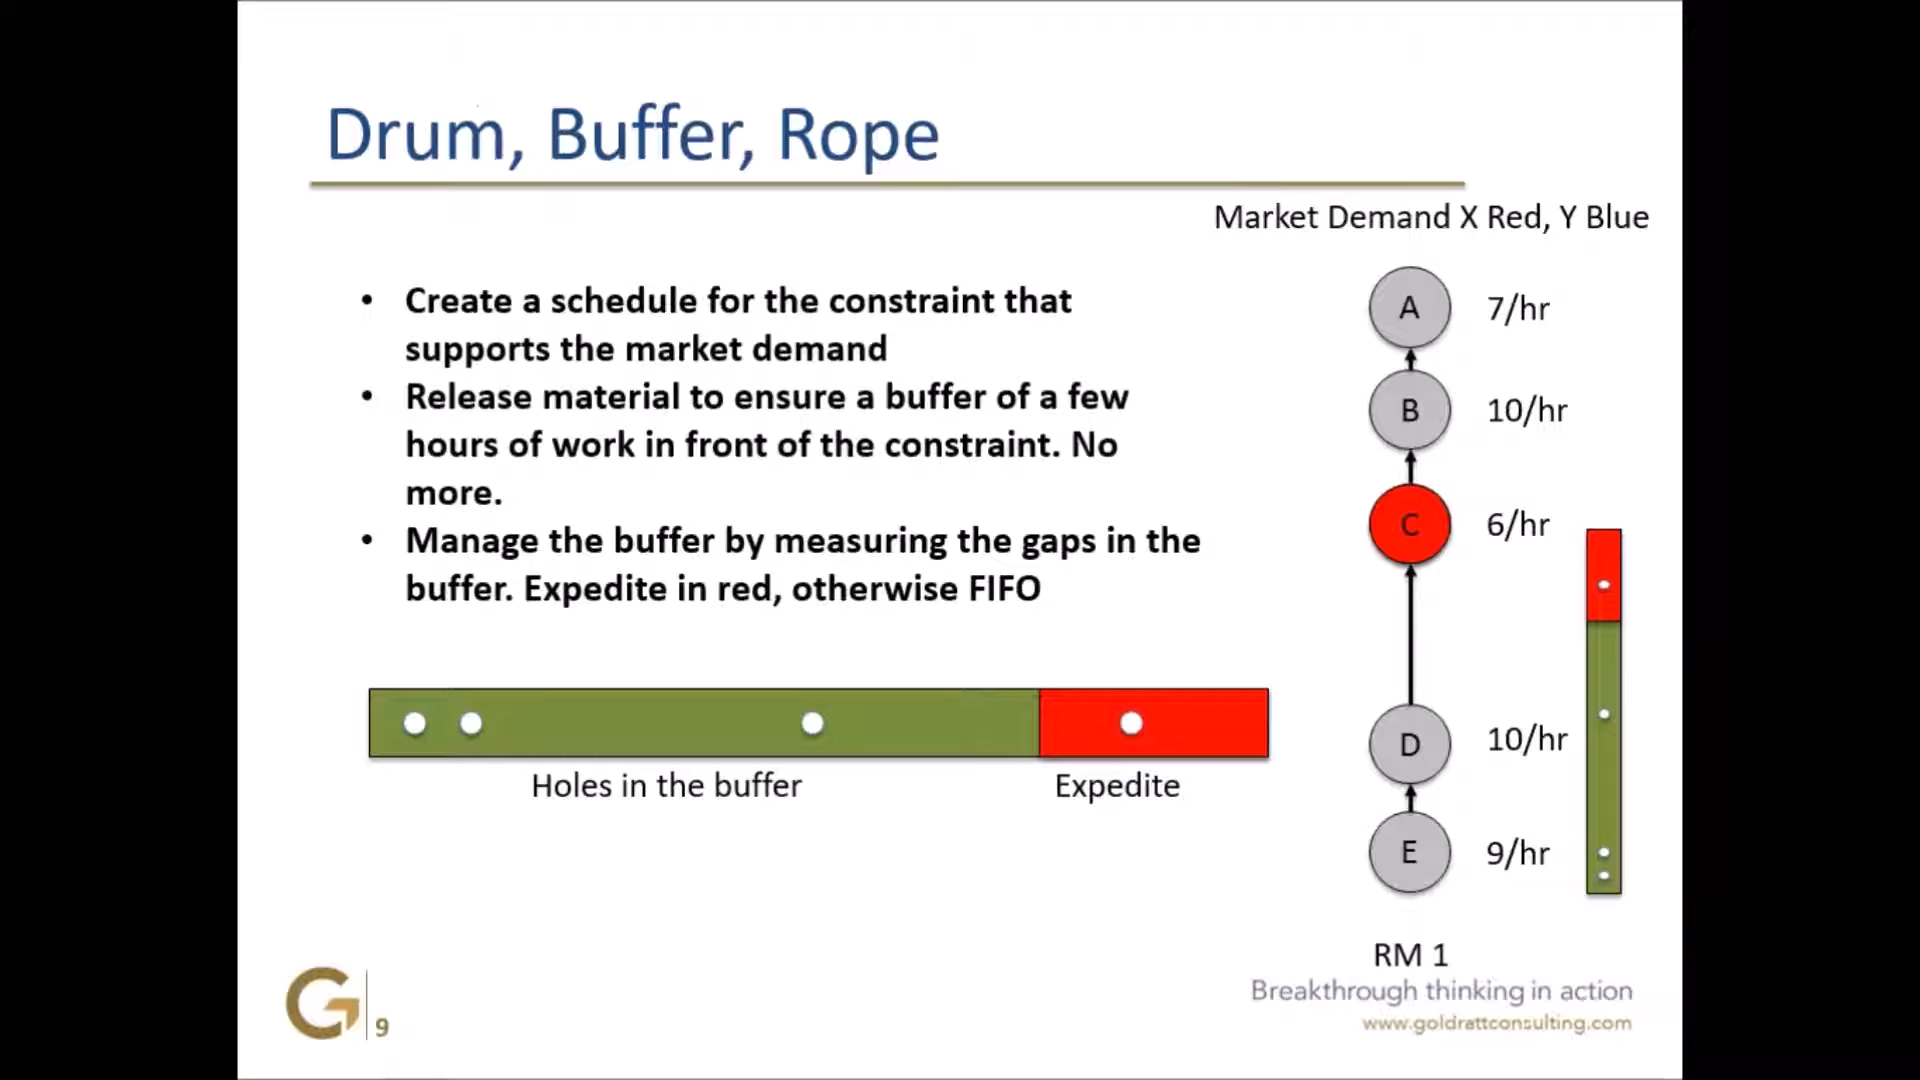 Drum, Buffer, Rope
Market Demand X Red, Y Blue
• Create a schedule for the constraint that
supports the market demand
• Release material to ensure a buffer of a few
hours of work in front of the constraint. No
more.
• Manage the buffer by measuring the gaps in the
buffer. Expedite in red, otherwise FIFO
Holes in the buffer
Expedite
A 7/hr
B 10/hr
C 6/hr
D 10/hr
E 9/hr
RM 1
G 9
Breakthrough thinking in action
www.goldrattconsulting.com